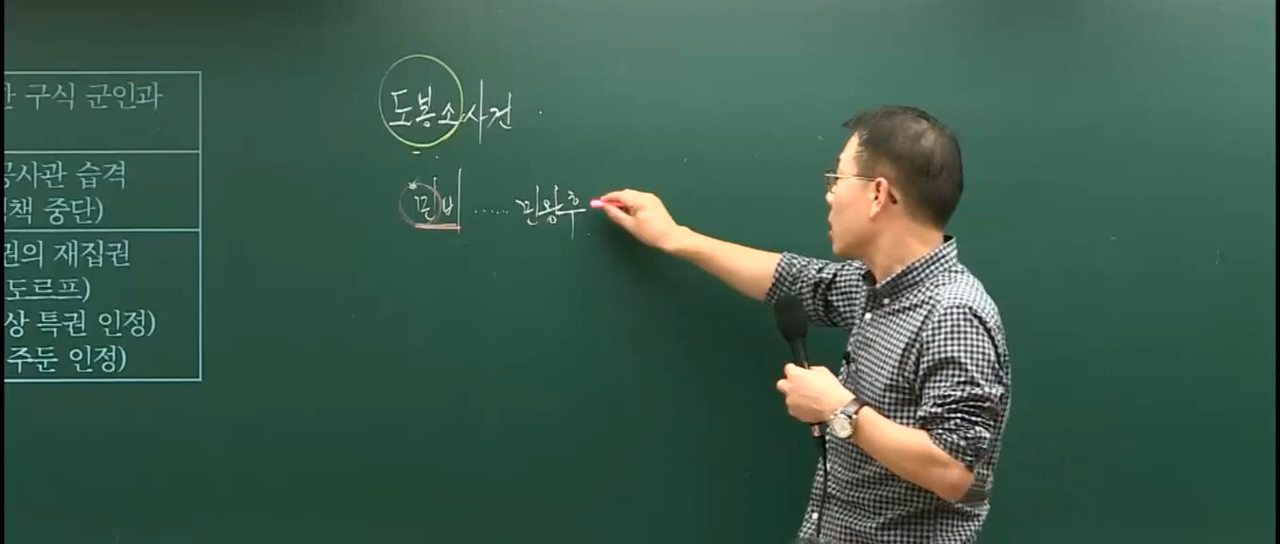 구식 군인과
공사관 습격
책 중단)
권의 재집권
도르프)
상 특권 인정)
주둔 인정)
도봉소사건
민비 ...... 민왕후